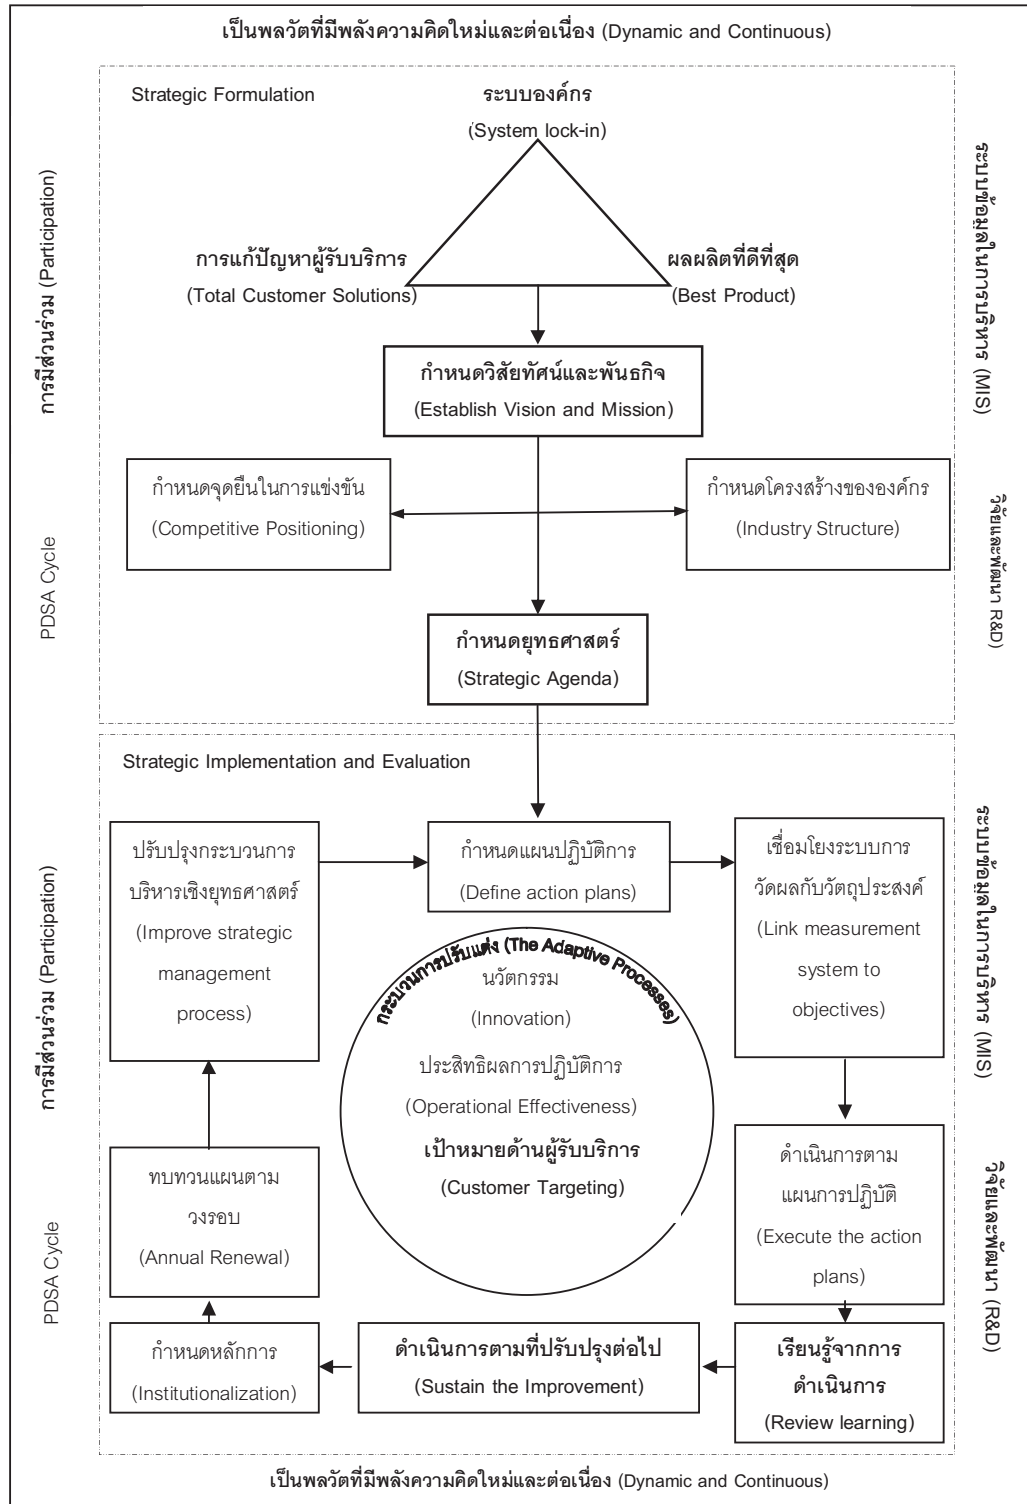 เป็นพลวัตที่มีพลังความคิดใหม่และต่อเนื่อง (Dynamic and Continuous)
Strategic Formulation
ระบบองค์กร
(System lock-in)
การแก้ปัญหาผู้รับบริการ
(Total Customer Solutions)
ผลผลิตที่ดีที่สุด
(Best Product)
การมีส่วนร่วม (Participation)
ระบบข้อมูลในการบริหาร (MIS)
กำหนดวิสัยทัศน์และพันธกิจ
(Establish Vision and Mission)
กำหนดจุดยืนในการแข่งขัน
(Competitive Positioning)
กำหนดโครงสร้างขององค์กร
(Industry Structure)
PDSA Cycle
วิจัยและพัฒนา R&D)
กำหนดยุทธศาสตร์
(Strategic Agenda)
Strategic Implementation and Evaluation
ปรับปรุงกระบวนการ
บริหารเชิงยุทธศาสตร์
(Improve strategic
management
process)
กำหนดแผนปฏิบัติการ
(Define action plans)
เชื่อมโยงระบบการ
วัดผลกับวัตถุประสงค์
(Link measurement
system to
objectives)
การมีส่วนร่วม (Participation)
ระบบข้อมูลในการบริหาร (MIS)
กระบวนการปรับแต่ง (The Adaptive Processes)
นวัตกรรม
(Innovation)
ประสิทธิผลการปฏิบัติการ
(Operational Effectiveness)
เป้าหมายด้านผู้รับบริการ
(Customer Targeting)
ทบทวนแผนตาม
วงรอบ
(Annual Renewal)
ดำเนินการตาม
แผนการปฏิบัติ
(Execute the action
plans)
PDSA Cycle
วิจัยและพัฒนา (R&D)
กำหนดหลักการ
(Institutionalization)
ดำเนินการตามที่ปรับปรุงต่อไป
(Sustain the Improvement)
เรียนรู้จากการ
ดำเนินการ
(Review learning)
เป็นพลวัตที่มีพลังความคิดใหม่และต่อเนื่อง (Dynamic and Continuous)